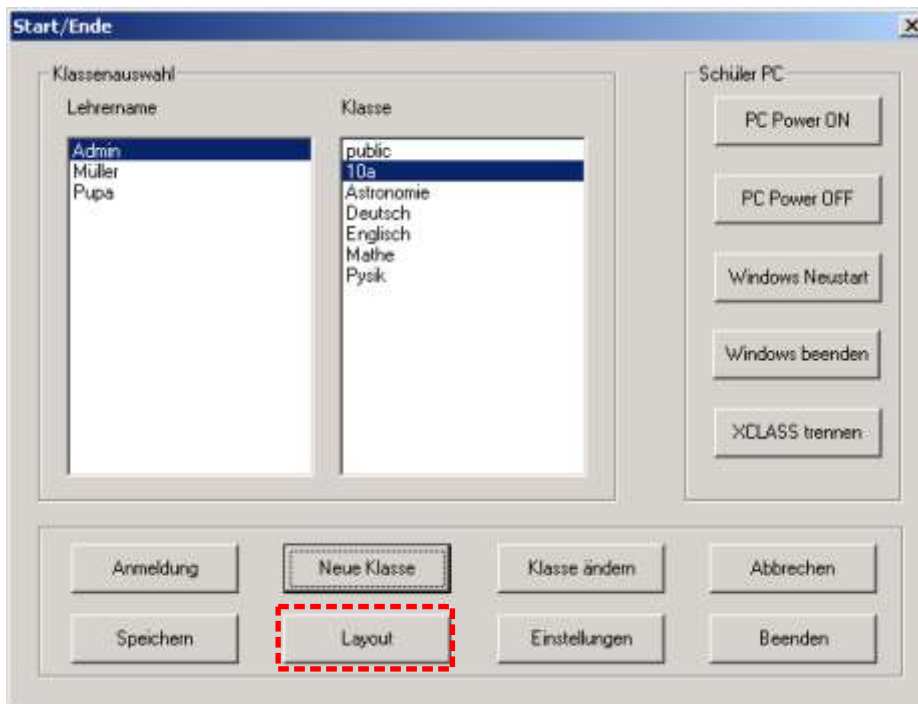 Start/Ende
Klassenauswahl
Lehrername
Klasse
Admin
Müller
Pupa
public
10a
Astronomie
Deutsch
Englisch
Mathe
Pysik
Schüler PC
PC Power ON
PC Power OFF
Windows Neustart
Windows beenden
XCLASS trennen
Anmeldung
Neue Klasse
Klasse ändern
Abbrechen
Speichern
Layout
Einstellungen
Beenden